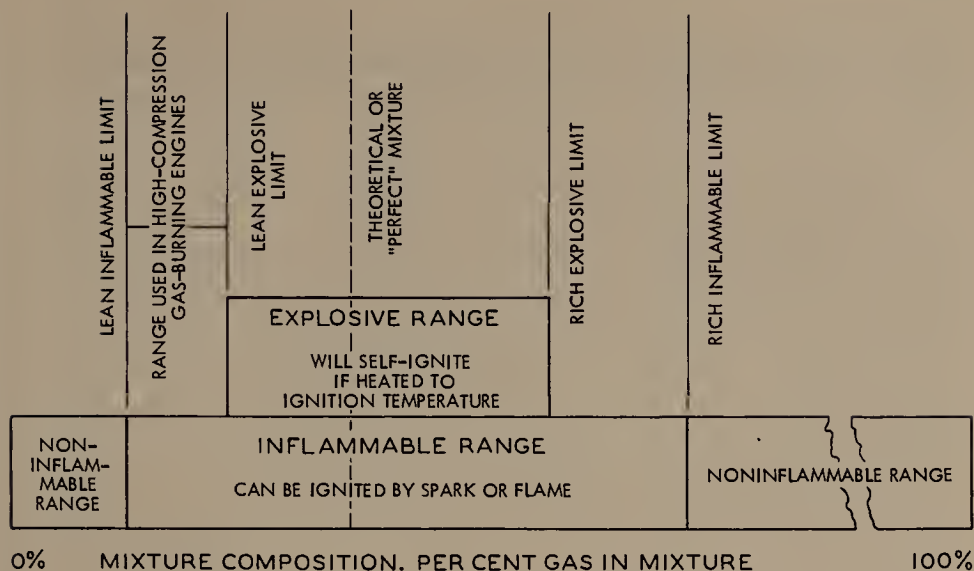 LEAN INFLAMMABLE LIMIT
RANGE USED IN HIGH-COMPRESSION
GAS-BURNING ENGINES
LEAN EXPLOSIVE
LIMIT
THEORETICAL OR
"PERFECT" MIXTURE
RICH EXPLOSIVE LIMIT
RICH INFLAMMABLE LIMIT
EXPLOSIVE RANGE
WILL SELF-IGNITE
IF HEATED TO
IGNITION TEMPERATURE
NON-
INFLAM-
MABLE
RANGE
INFLAMMABLE RANGE
CAN BE IGNITED BY SPARK OR FLAME
NONINFLAMMABLE RANGE
0% MIXTURE COMPOSITION, PER CENT GAS IN MIXTURE 100%